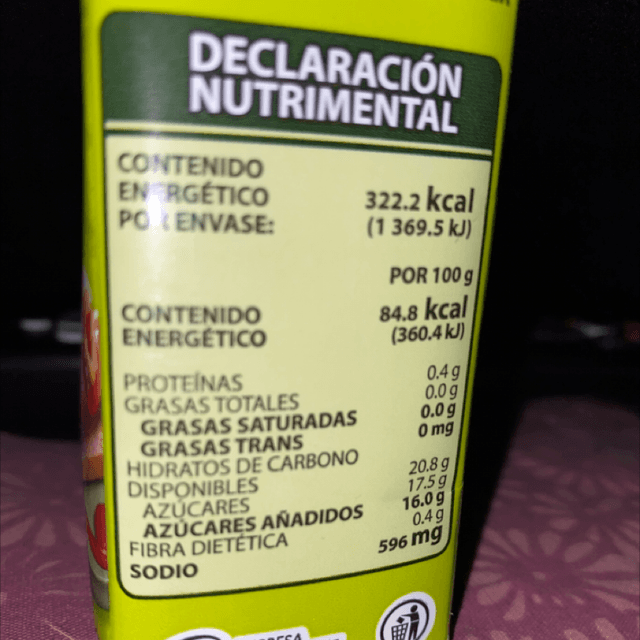 DECLARACIÓN
NUTRIMENTAL
CONTENIDO
ENERGÉTICO
POR ENVASE:
322.2 kcal
(1 369.5 kJ)
POR 100 g
CONTENIDO
ENERGÉTICO
84.8 kcal
(360.4 kJ)
PROTEÍNAS 0.4 g
GRASAS TOTALES 0.0 g
GRASAS SATURADAS 0.0 g
GRASAS TRANS 0 mg
HIDRATOS DE CARBONO
DISPONIBLES 20.8 g
AZÚCARES 17.5 g
AZÚCARES AÑADIDOS 16.0 g
FIBRA DIETÉTICA 0.4 g
SODIO 596 mg